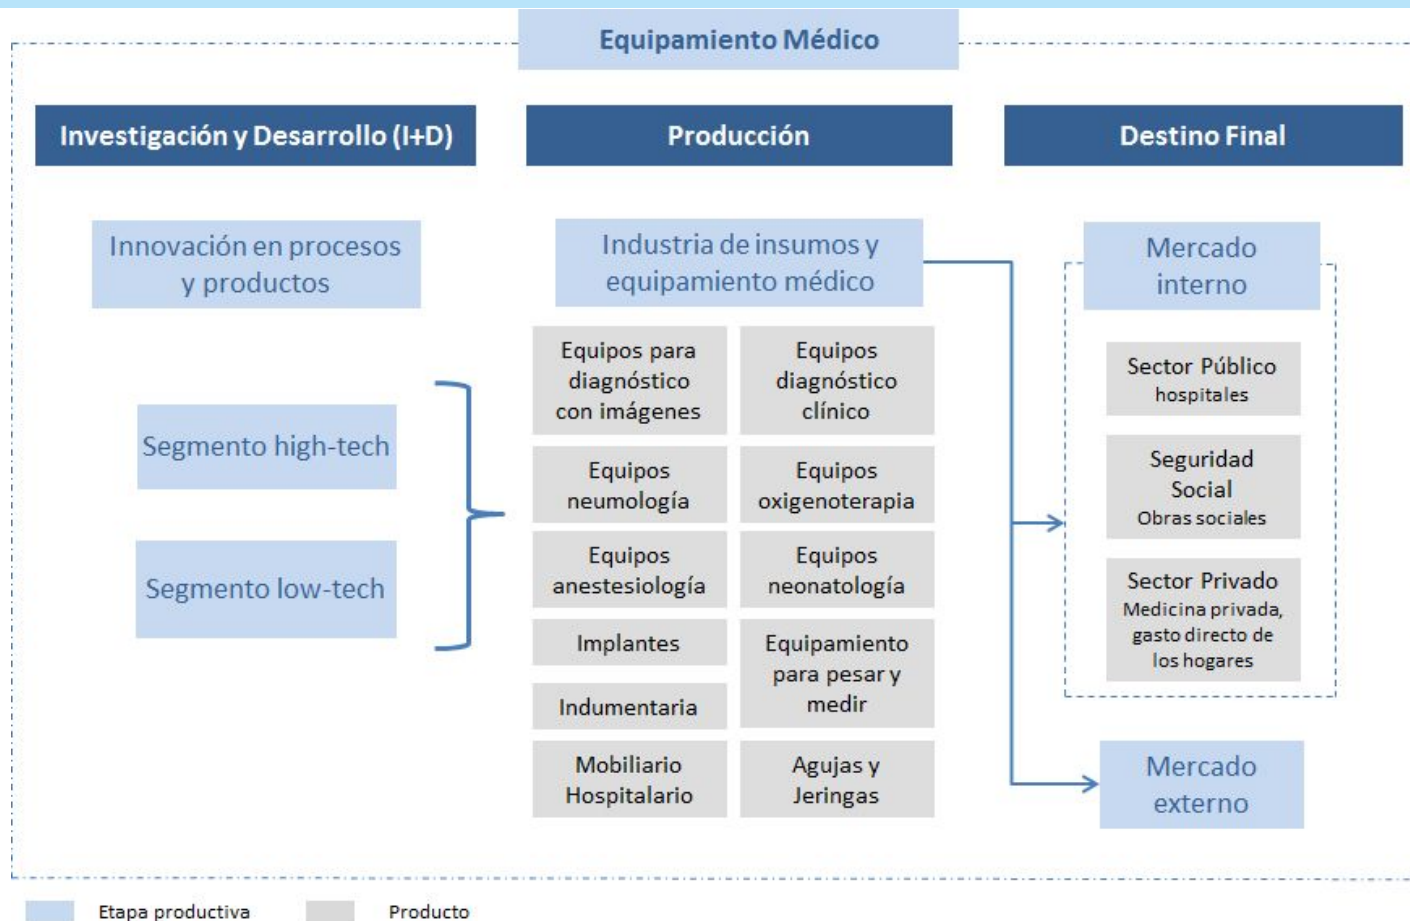 Equipamiento Médico
Investigación y Desarrollo (I+D)
Producción
Destino Final
Innovación en procesos
y productos
Segmento high-tech
Segmento low-tech
Industria de insumos y
equipamiento médico
Equipos para
diagnóstico
con imágenes
Equipos
diagnóstico
clínico
Equipos
neumología
Equipos
oxigenoterapia
Equipos
anestesiología
Equipos
neonatología
Implantes
Equipamiento
para pesar y
medir
Indumentaria
Mobiliario
Hospitalario
Agujas y
Jeringas
Mercado
interno
Sector Público
hospitales
Seguridad
Social
Obras sociales
Sector Privado
Medicina privada,
gasto directo de
los hogares
Mercado
externo
Etapa productiva
Producto